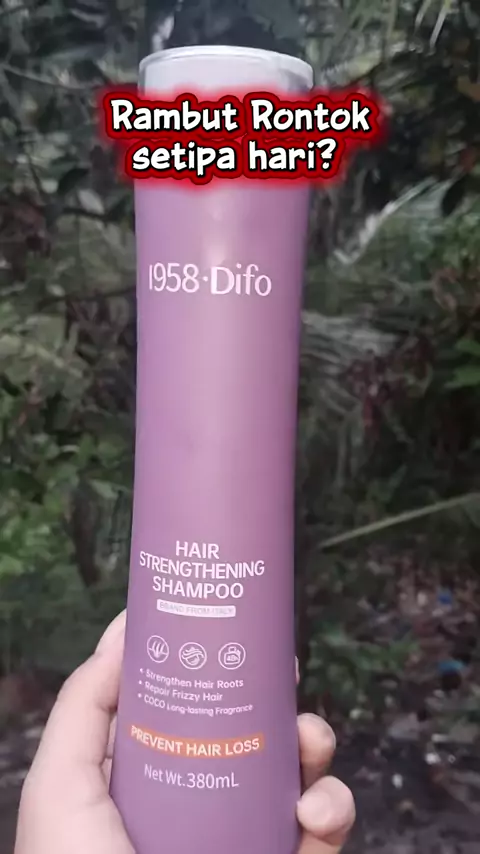 Rambut Rontok
setipa hari?
1958·Difo
HAIR
STRENGTHENING
SHAMPOO
BRAND FROM ITALY
• Strengthen Hair Roots
• Repair Frizzy Hair
• COCO Long-lasting Fragrance
PREVENT HAIR LOSS
Net Wt.380mL